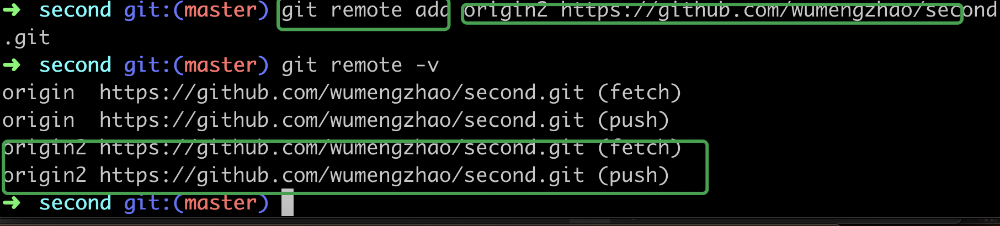 ➜ second git:(master) git remote add origin2 https://github.com/wumengzhao/second
.git
➜ second git:(master) git remote -v
origin https://github.com/wumengzhao/second.git (fetch)
origin https://github.com/wumengzhao/second.git (push)
origin2 https://github.com/wumengzhao/second.git (fetch)
origin2 https://github.com/wumengzhao/second.git (push)
➜ second git:(master)